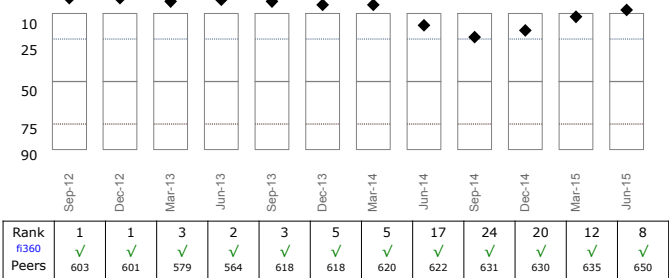 10
25
50
75
90
Sep-12 Dec-12 Mar-13 Jun-13 Sep-13 Dec-13 Mar-14 Jun-14 Sep-14 Dec-14 Mar-15 Jun-15
Rank 1 1 3 2 3 5 5 17 24 20 12 8
fi360 √ √ √ √ √ √ √ √ √ √ √ √
Peers 603 601 579 564 618 618 620 622 631 630 635 650